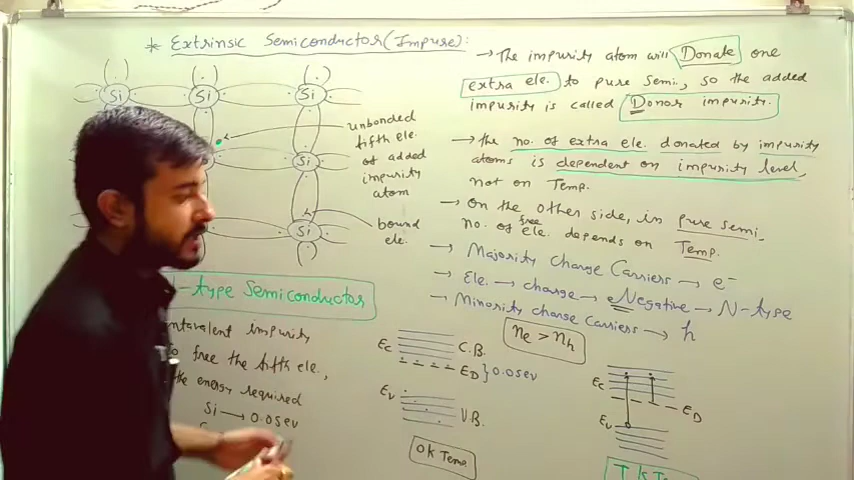 * Extrinsic Semiconductor (Impure):
Si Si Si
Si
Si
unbonded
fifth ele.
of added
impurity
atom
bound
ele.
-type Semiconductor
ntavalent impurity
to free the fifth ele.,
the energy required
Si → 0.05ev
→ The impurity atom will Donate one
extra ele. to pure semi., so the added
impurity is called Donor impurity.
→ the no. of extra ele. donated by impurity
atoms is dependent on impurity level,
not on Temp.
→ On the other side, in pure semi.
no. of free ele. depends on Temp.
→ Majority Charge Carriers → e⁻
→ Ele. → charge → Negative → N-type
→ Minority charge Carriers → h
ne > nh
Ec C.B.
ED } 0.05ev
Ev V.B.
0K Temp.
Ec
ED
Ev